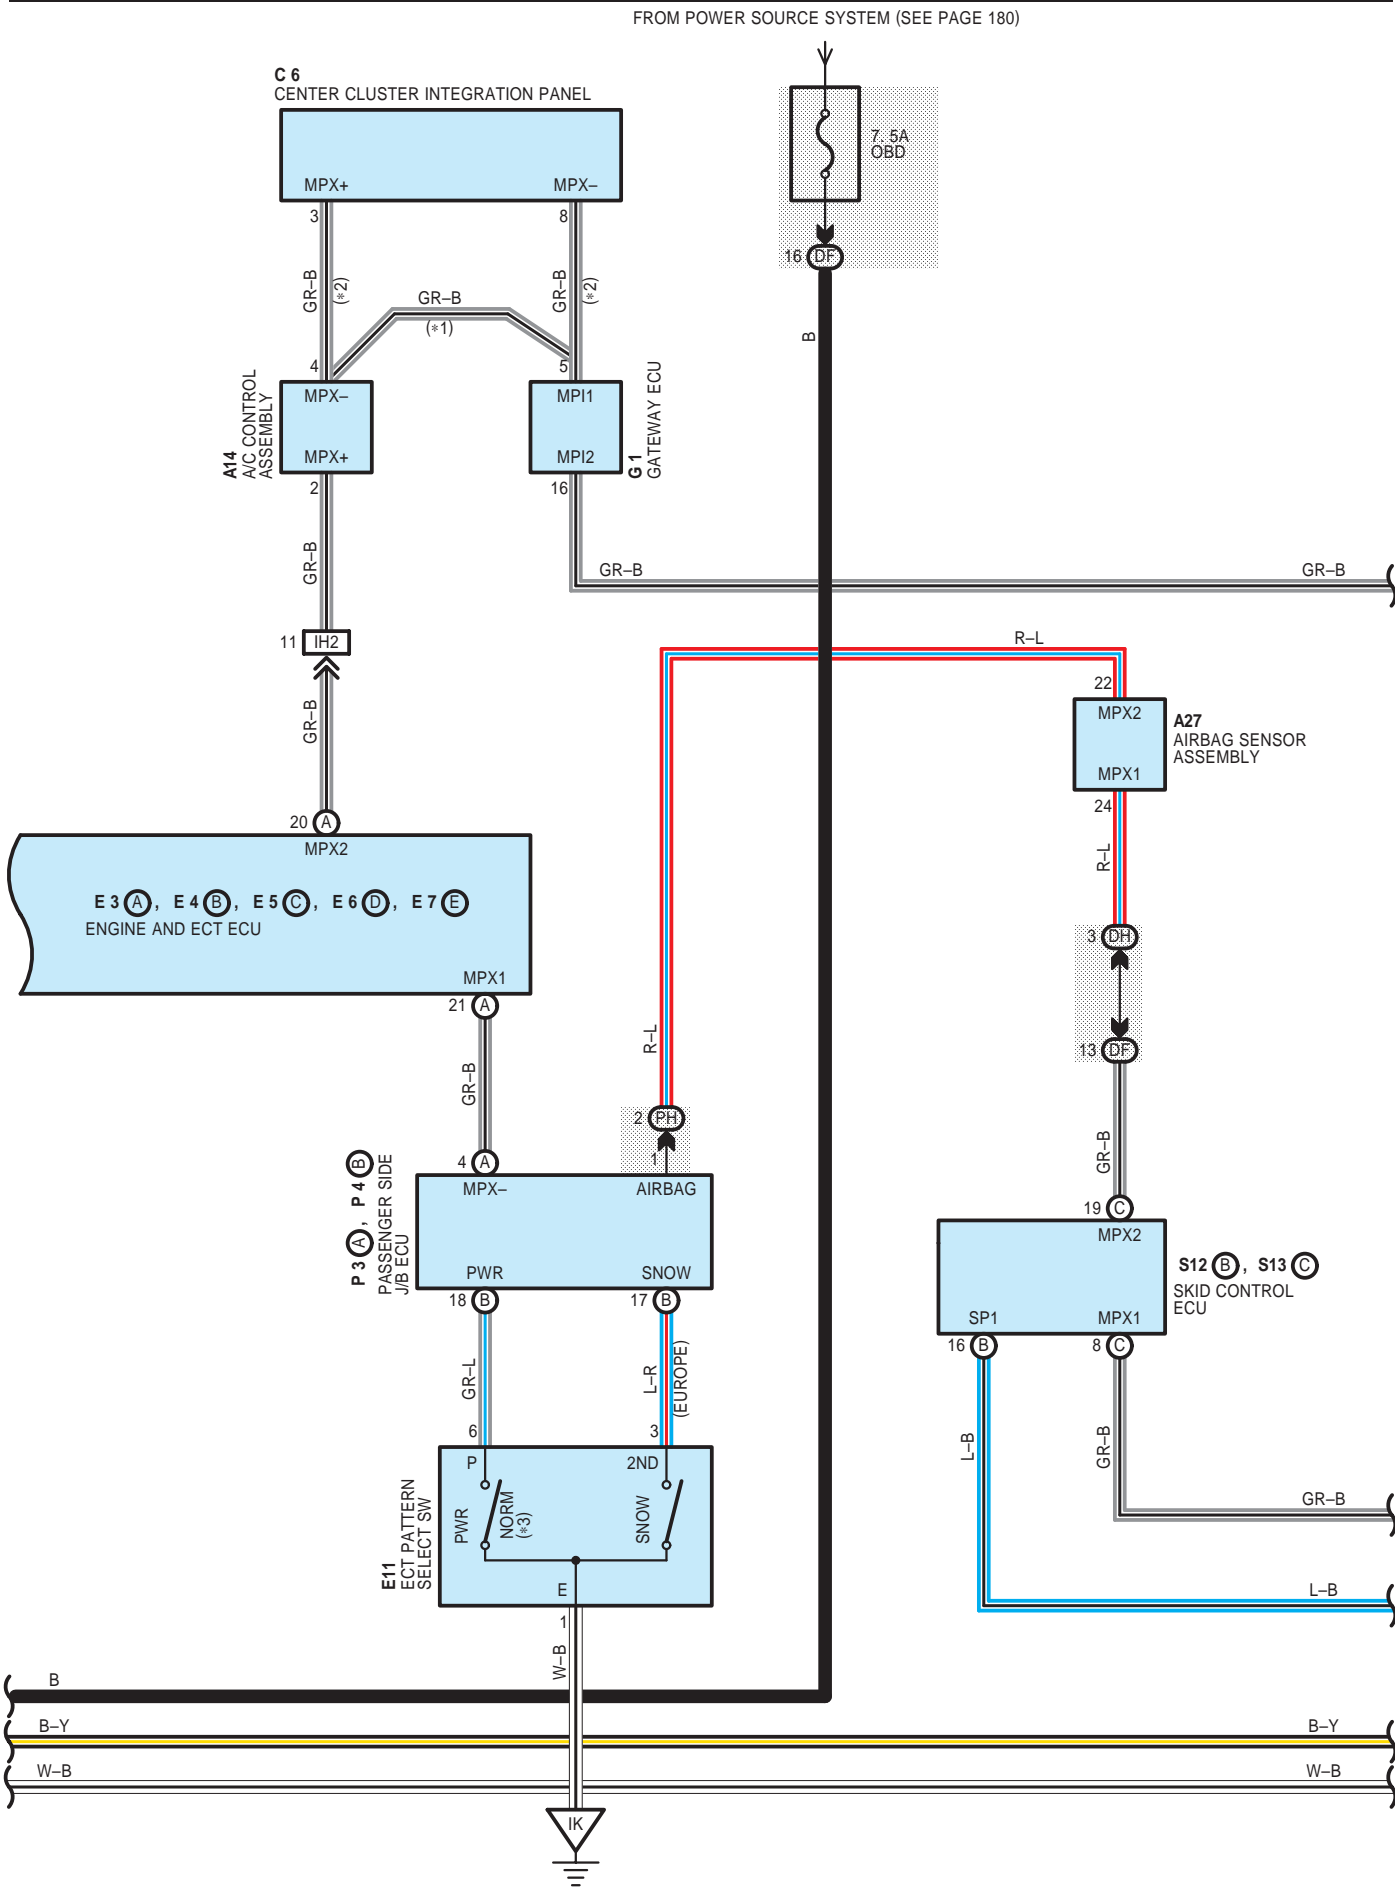 FROM POWER SOURCE SYSTEM (SEE PAGE 180)
C 6
CENTER CLUSTER INTEGRATION PANEL
7. 5A
OBD
MPX+
MPX–
3
8
16
DF
GR–B
(*2)
GR–B
(*2)
GR–B
(*1)
B
4
5
MPX–
MPX+
A14
A/C CONTROL
ASSEMBLY
MPI1
MPI2
G 1
GATEWAY ECU
2
16
GR–B
GR–B
GR–B
11
IH2
R–L
GR–B
22
MPX2
MPX1
A27
AIRBAG SENSOR
ASSEMBLY
24
20
A
MPX2
R–L
E 3 A , E 4 B , E 5 C , E 6 D , E 7 E
ENGINE AND ECT ECU
3
DH
MPX1
21
A
R–L
13
DF
GR–B
2
PH
1
GR–B
4
A
P 3 A , P 4 B
PASSENGER SIDE
J/B ECU
MPX–
AIRBAG
19
C
MPX2
PWR
SNOW
S12 B , S13 C
SKID CONTROL
ECU
18
B
17
B
SP1
MPX1
16
B
8
C
GR–L
L–R
(EUROPE)
6
3
L–B
GR–B
P
2ND
PWR
NORM
(*3)
SNOW
GR–B
E11
ECT PATTERN
SELECT SW
E
L–B
1
W–B
B
B–Y
B–Y
W–B
W–B
IK